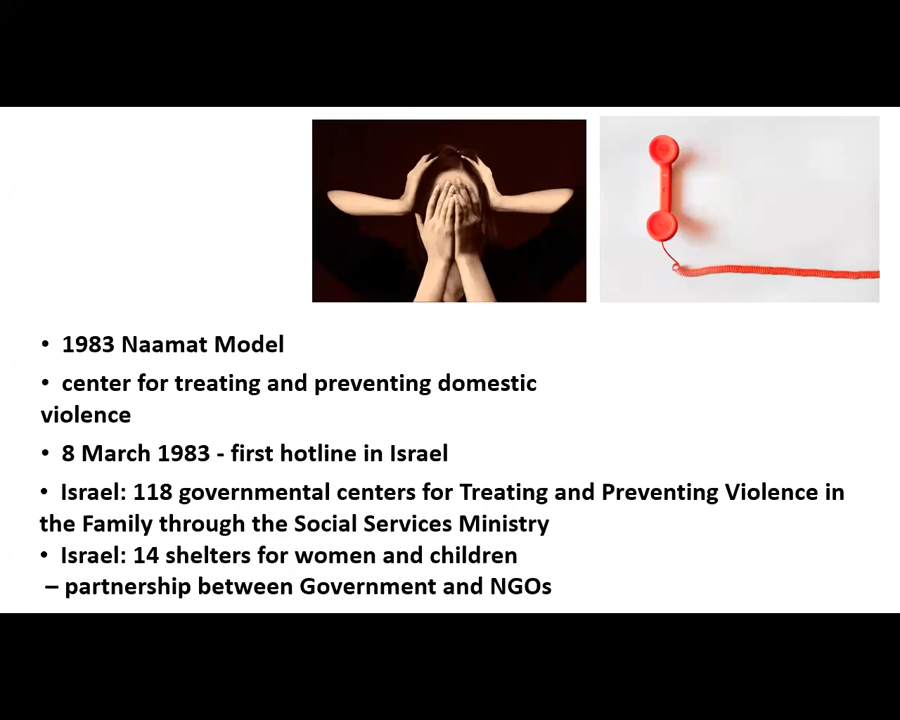 • 1983 Naamat Model
• center for treating and preventing domestic
violence
• 8 March 1983 - first hotline in Israel
• Israel: 118 governmental centers for Treating and Preventing Violence in
the Family through the Social Services Ministry
• Israel: 14 shelters for women and children
– partnership between Government and NGOs